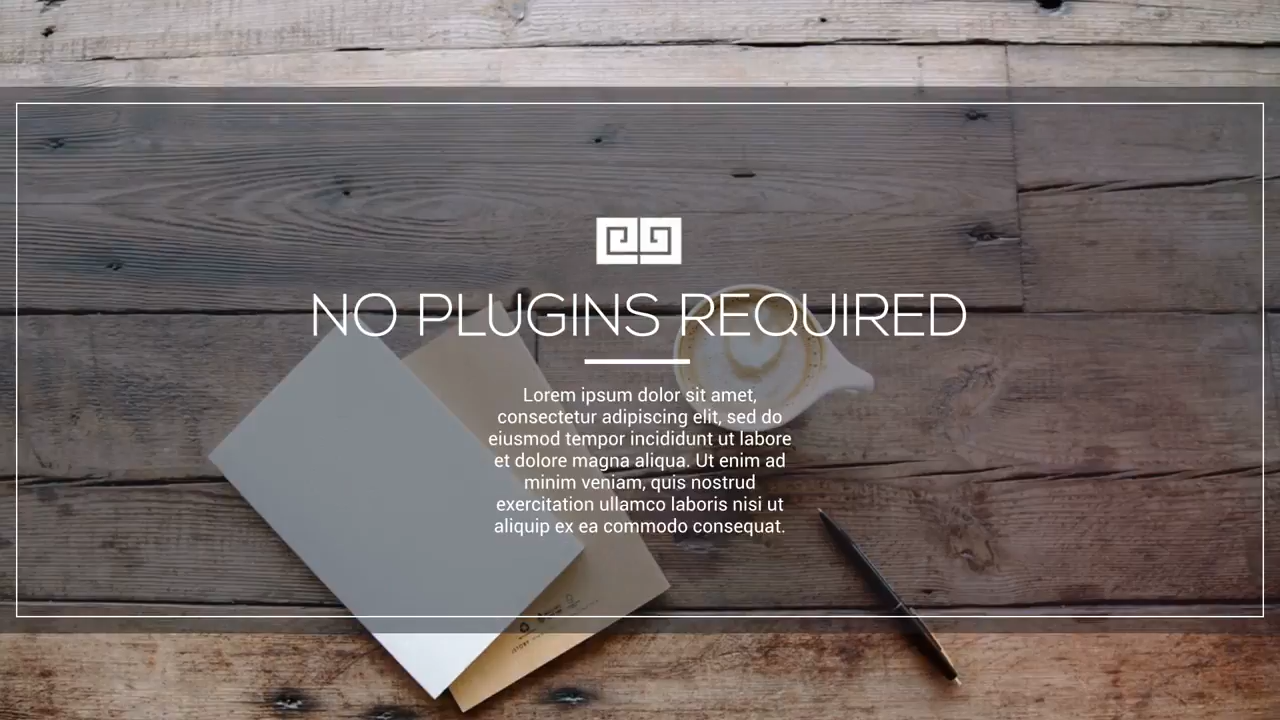 NO PLUGINS REQUIRED
Lorem ipsum dolor sit amet,
consectetur adipiscing elit, sed do
eiusmod tempor incididunt ut labore
et dolore magna aliqua. Ut enim ad
minim veniam, quis nostrud
exercitation ullamco laboris nisi ut
aliquip ex ea commodo consequat.